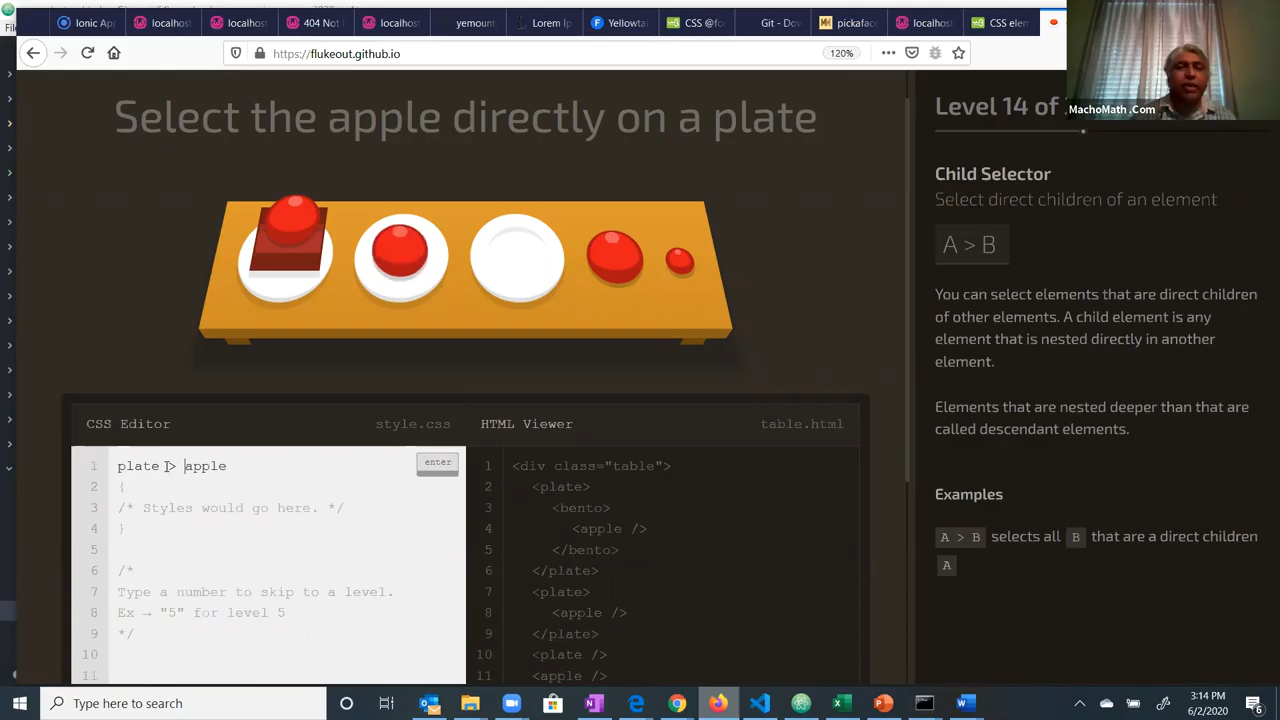 Ionic App
localhost
localhost
404 Not
localhost
yemount.
Lorem Ip
Yellowtai
CSS @for
Git - Dow
pickaface
localhost
CSS elem
https://flukeout.github.io
120%
MachoMath .Com
Select the apple directly on a plate
Level 14 of
Child Selector
Select direct children of an element
A > B
You can select elements that are direct children
of other elements. A child element is any
element that is nested directly in another
element.
Elements that are nested deeper than that are
called descendant elements.
Examples
A > B selects all B that are a direct children
A
CSS Editor style.css
1 plate > apple
enter
2 {
3 /* Styles would go here. */
4 }
5
6 /*
7 Type a number to skip to a level.
8 Ex → "5" for level 5
9 */
10
11
HTML Viewer table.html
1 <div class="table">
2 <plate>
3 <bento>
4 <apple />
5 </bento>
6 </plate>
7 <plate>
8 <apple />
9 </plate>
10 <plate />
11 <apple />
Type here to search
3:14 PM
6/2/2020
6